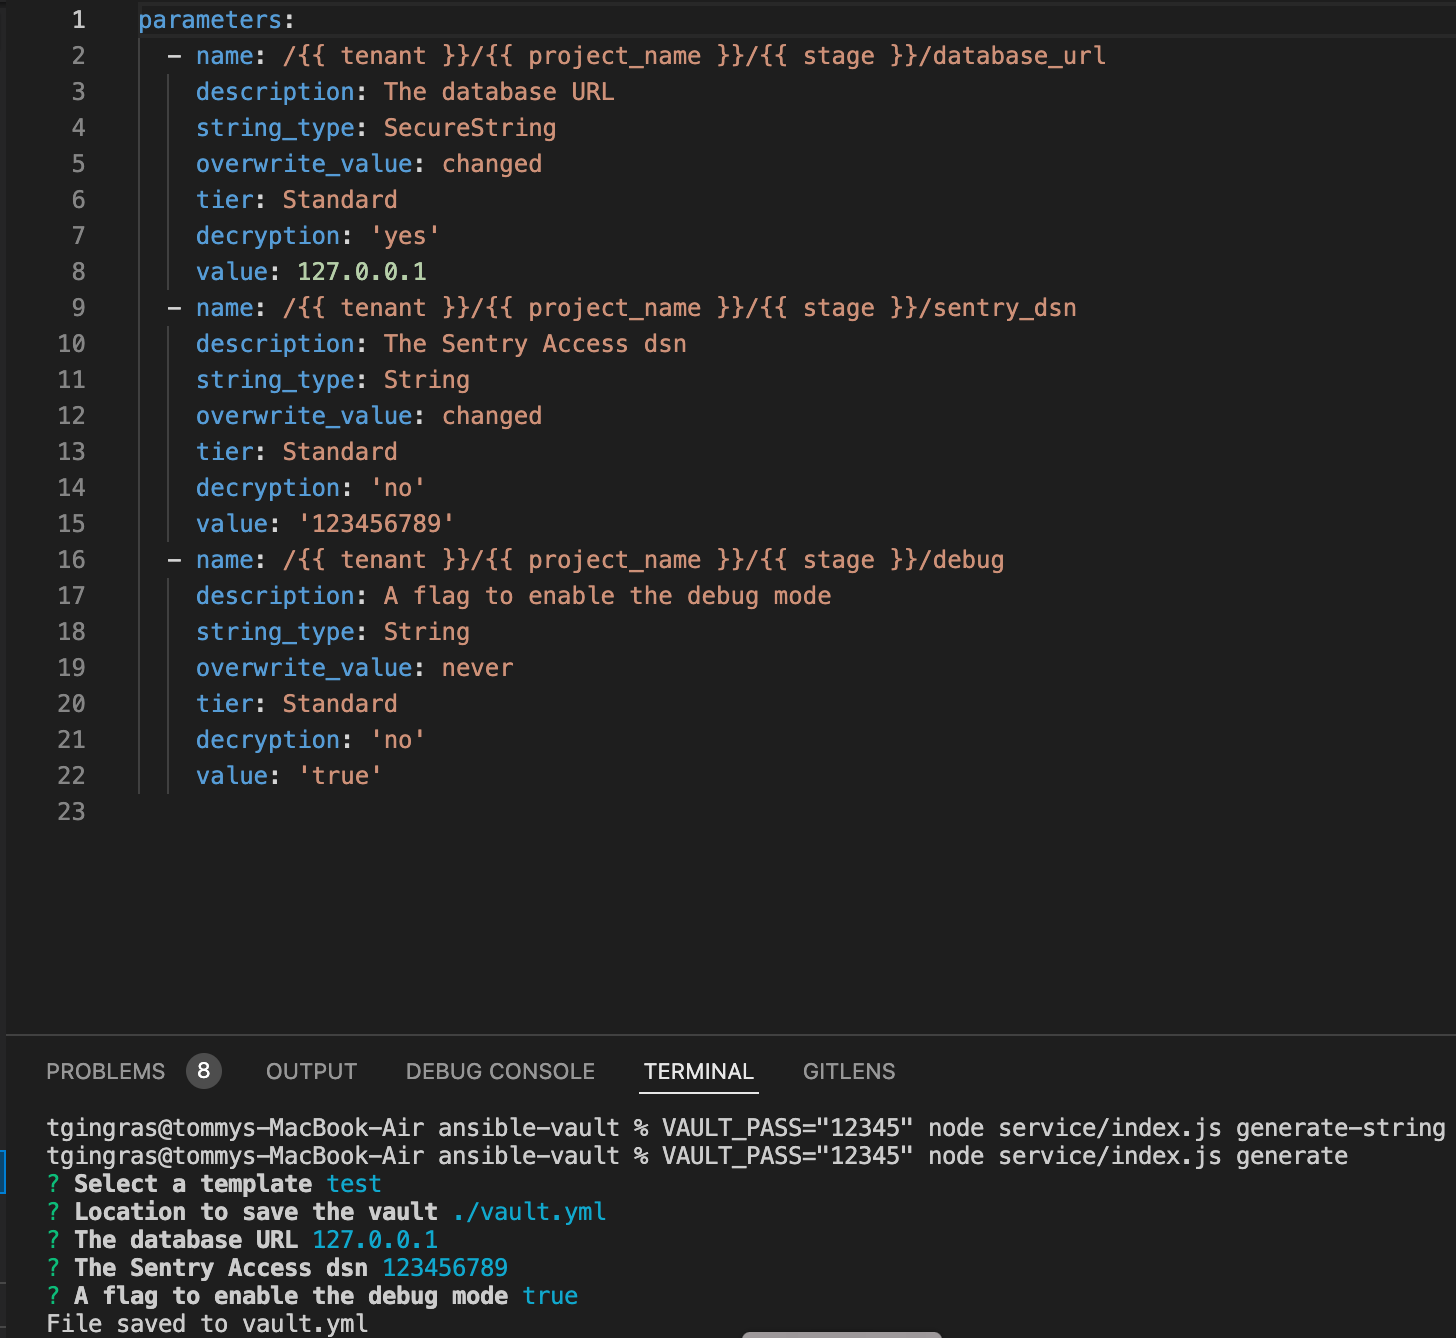 1 parameters:
2 - name: /{{ tenant }}/{{ project_name }}/{{ stage }}/database_url
3 description: The database URL
4 string_type: SecureString
5 overwrite_value: changed
6 tier: Standard
7 decryption: 'yes'
8 value: 127.0.0.1
9 - name: /{{ tenant }}/{{ project_name }}/{{ stage }}/sentry_dsn
10 description: The Sentry Access dsn
11 string_type: String
12 overwrite_value: changed
13 tier: Standard
14 decryption: 'no'
15 value: '123456789'
16 - name: /{{ tenant }}/{{ project_name }}/{{ stage }}/debug
17 description: A flag to enable the debug mode
18 string_type: String
19 overwrite_value: never
20 tier: Standard
21 decryption: 'no'
22 value: 'true'
23
PROBLEMS 8 OUTPUT DEBUG CONSOLE TERMINAL GITLENS
tgingras@tommys-MacBook-Air ansible-vault % VAULT_PASS="12345" node service/index.js generate-string
tgingras@tommys-MacBook-Air ansible-vault % VAULT_PASS="12345" node service/index.js generate
? Select a template test
? Location to save the vault ./vault.yml
? The database URL 127.0.0.1
? The Sentry Access dsn 123456789
? A flag to enable the debug mode true
File saved to vault.yml